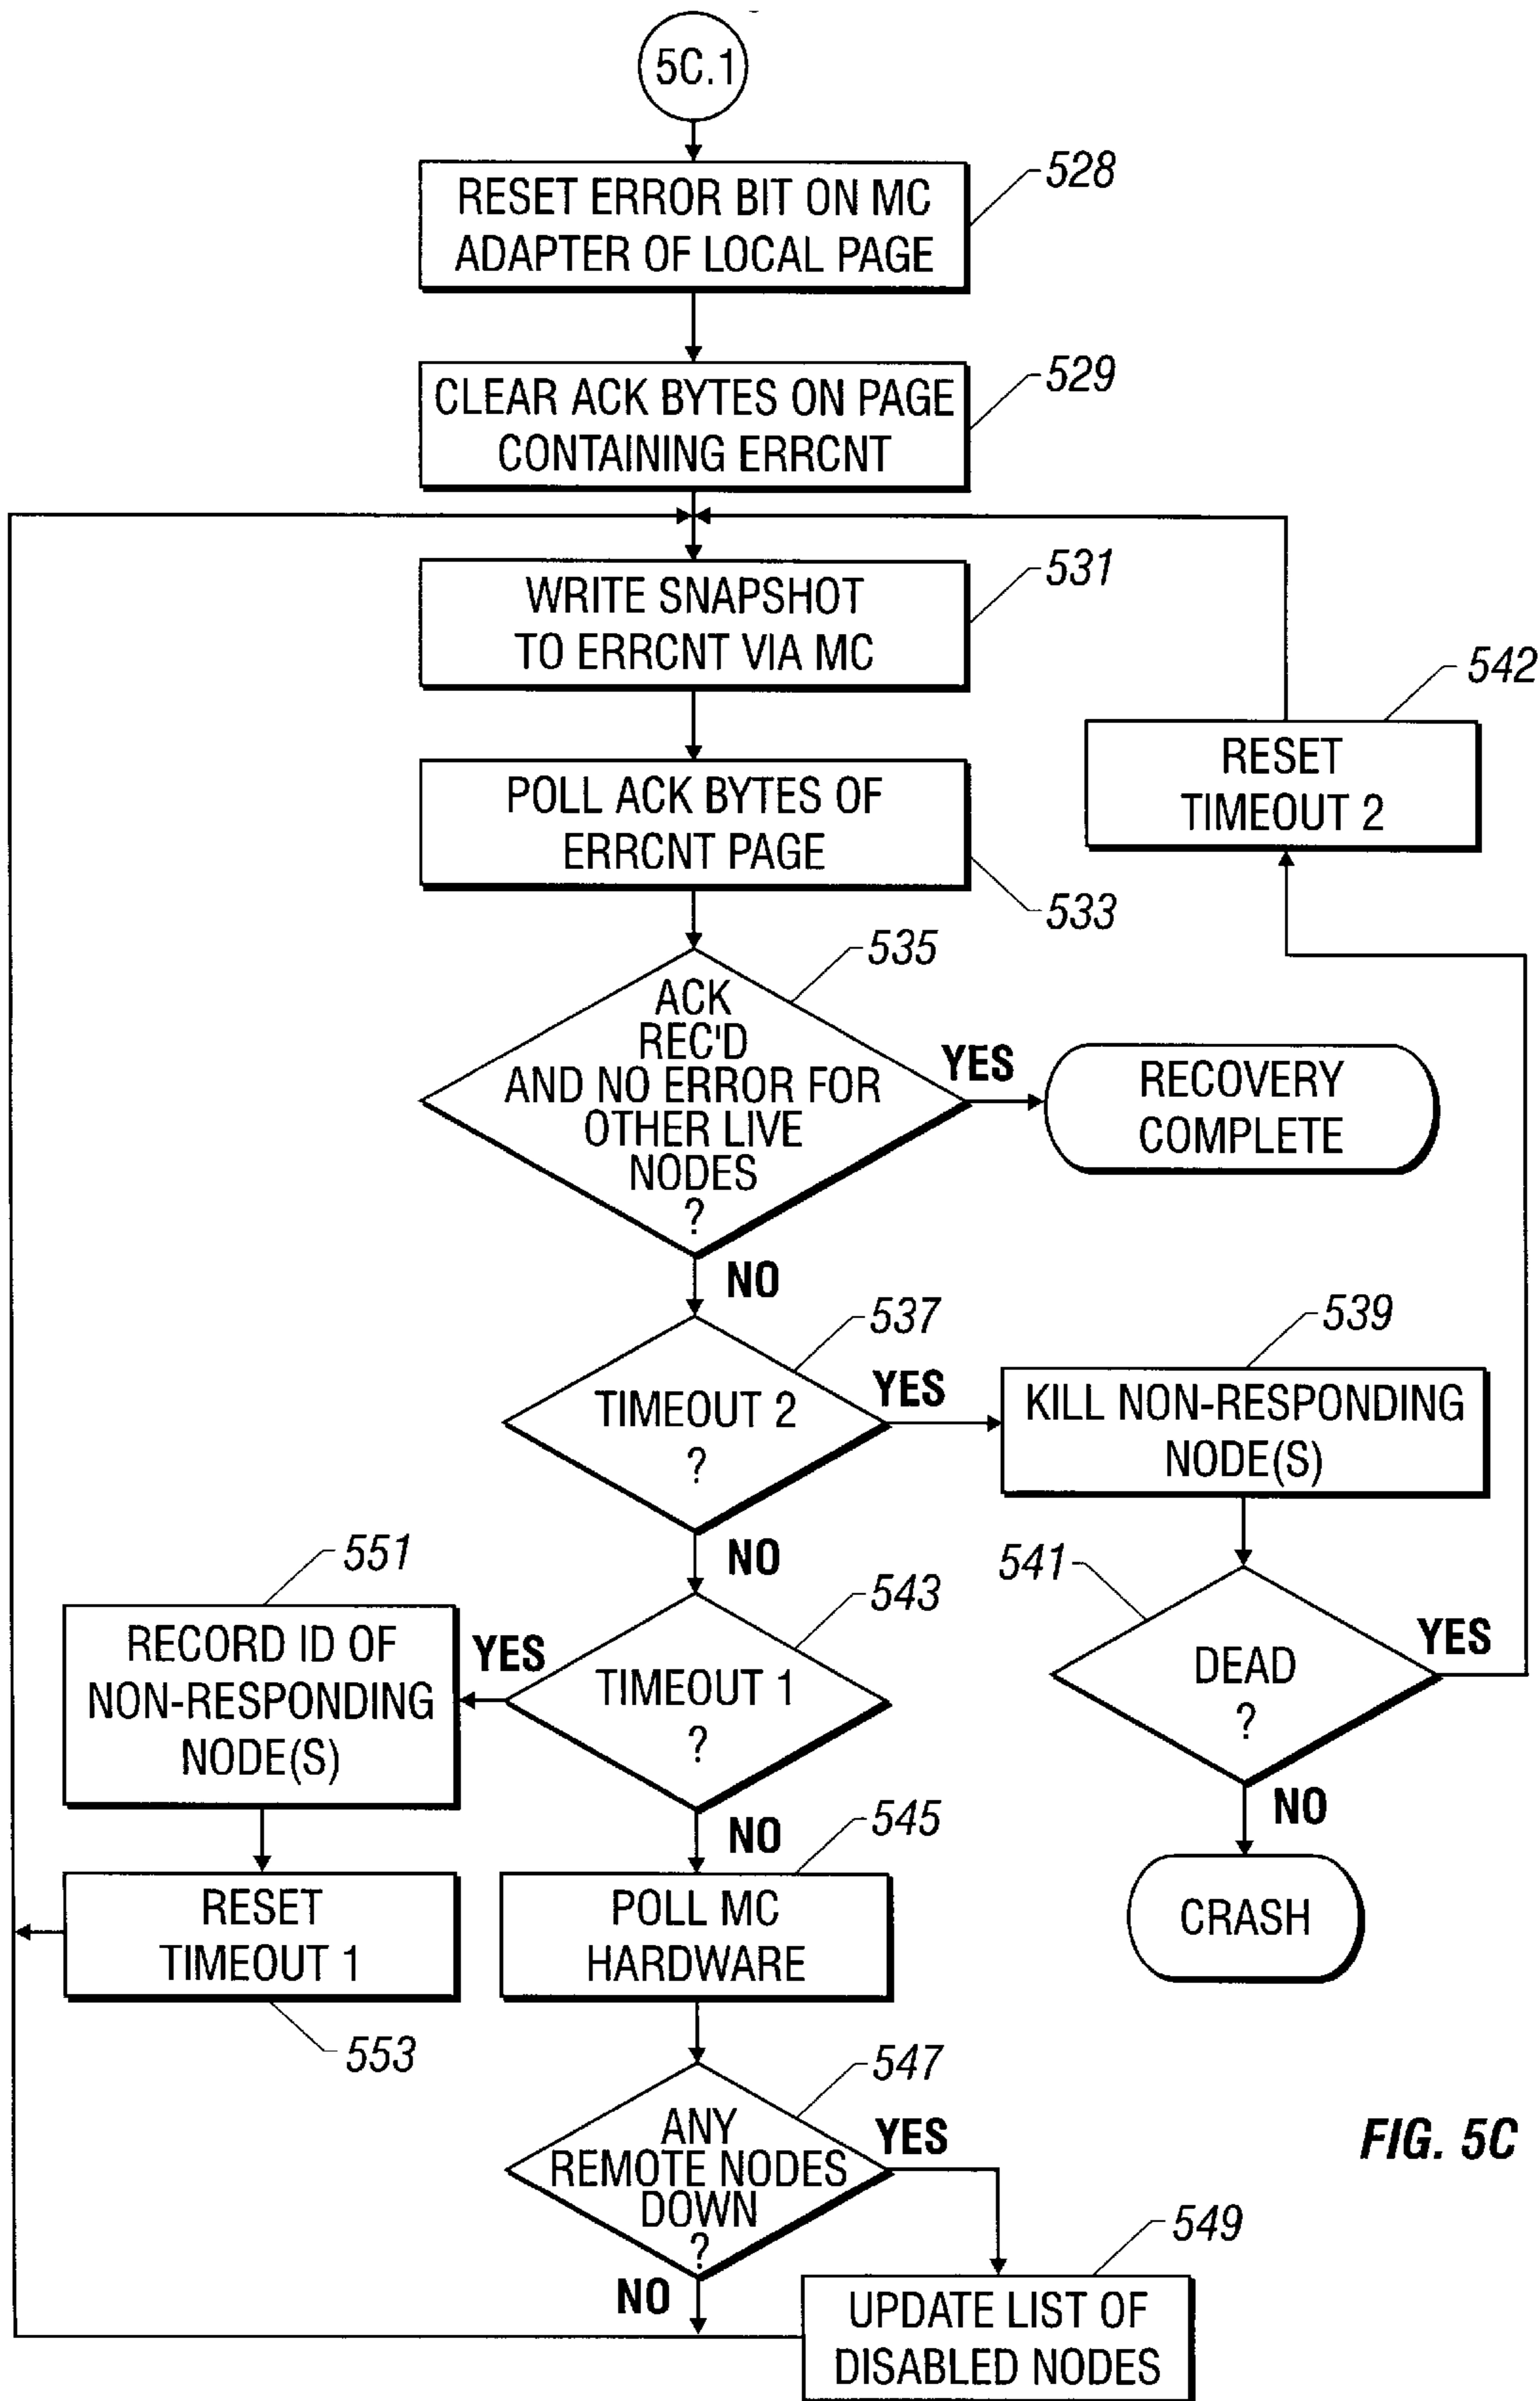 5C.1
RESET ERROR BIT ON MC
ADAPTER OF LOCAL PAGE
528
CLEAR ACK BYTES ON PAGE
CONTAINING ERRCNT
529
WRITE SNAPSHOT
TO ERRCNT VIA MC
531
RESET
TIMEOUT 2
542
POLL ACK BYTES OF
ERRCNT PAGE
533
ACK
REC'D
AND NO ERROR FOR
OTHER LIVE
NODES
?
535
YES
RECOVERY
COMPLETE
NO
TIMEOUT 2
?
537
YES
KILL NON-RESPONDING
NODE(S)
539
NO
DEAD
?
541
YES
NO
CRASH
TIMEOUT 1
?
543
YES
RECORD ID OF
NON-RESPONDING
NODE(S)
551
RESET
TIMEOUT 1
553
NO
POLL MC
HARDWARE
545
ANY
REMOTE NODES
DOWN
?
547
YES
NO
UPDATE LIST OF
DISABLED NODES
549
FIG. 5C